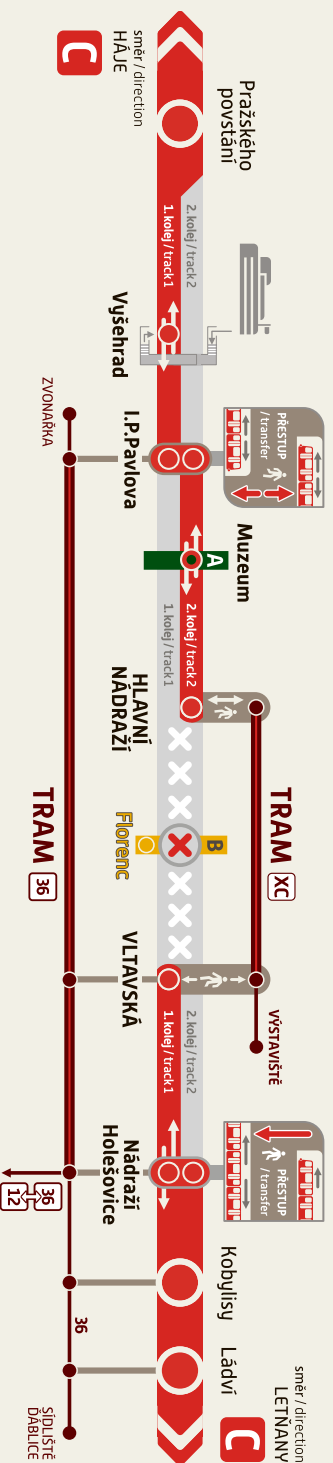 směr / direction
HÁJE
C
Pražského
povstání
2. kolej / track 2
1. kolej / track 1
Vyšehrad
ZVONAŘKA
I.P.Pavlova
PŘESTUP
/ transfer
Muzeum
A
2. kolej / track 2
1. kolej / track 1
HLAVNÍ
NÁDRAŽÍ
TRAM XC
TRAM 36
B
Florenc
VLTAVSKÁ
VÝSTAVIŠTĚ
2. kolej / track 2
1. kolej / track 1
PŘESTUP
/ transfer
Nádraží
Holešovice
36
12
Kobylisy
36
Ládví
SÍDLIŠTĚ
ĎÁBLICE
směr / direction
LETŇANY
C